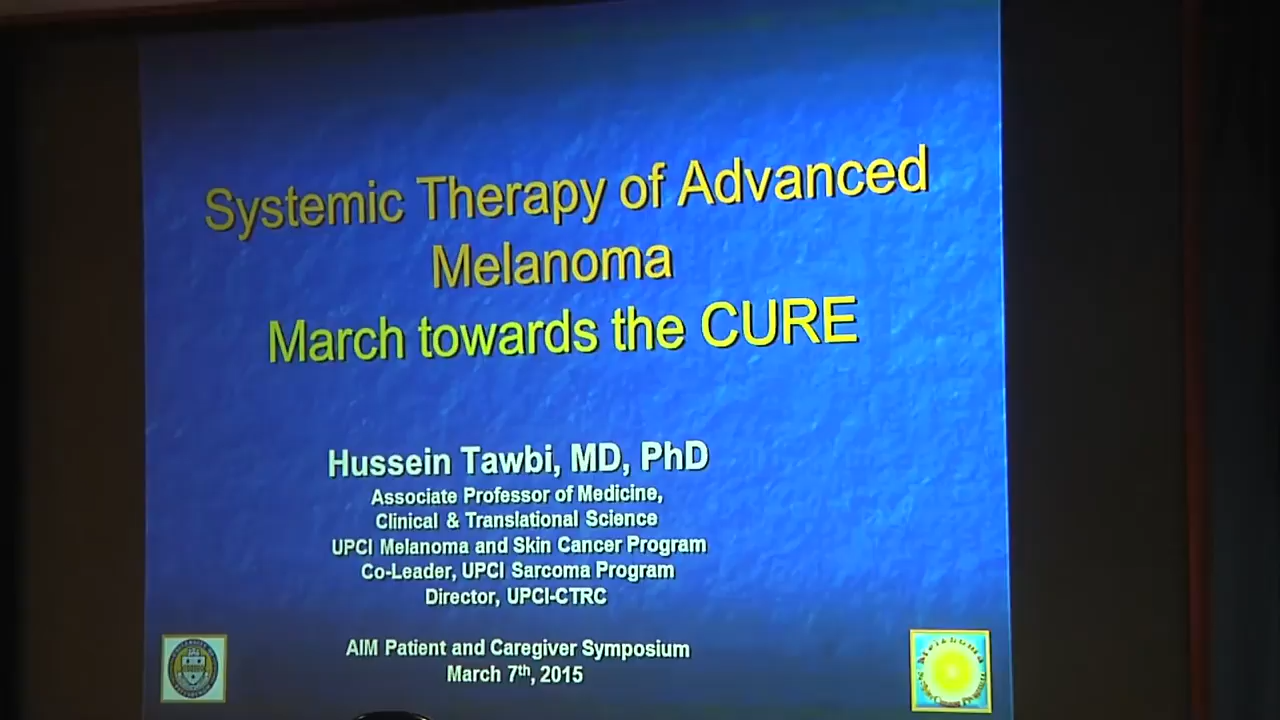 Systemic Therapy of Advanced
Melanoma
March towards the CURE
Hussein Tawbi, MD, PhD
Associate Professor of Medicine,
Clinical & Translational Science
UPCI Melanoma and Skin Cancer Program
Co-Leader, UPCI Sarcoma Program
Director, UPCI-CTRC
AIM Patient and Caregiver Symposium
March 7th, 2015